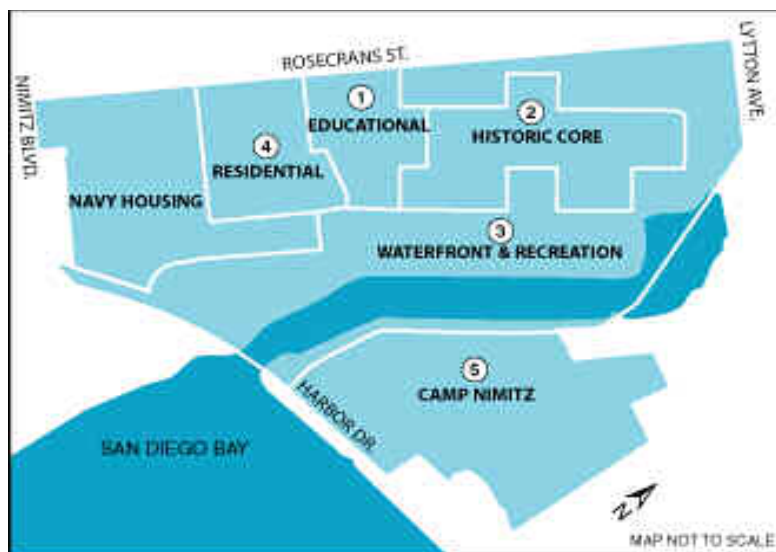 ROSECRANS ST.
LYTTON AVE.
NIMITZ BLVD.
1
EDUCATIONAL
2
HISTORIC CORE
4
RESIDENTIAL
NAVY HOUSING
3
WATERFRONT & RECREATION
5
CAMP NIMITZ
HARBOR DR.
SAN DIEGO BAY
N
MAP NOT TO SCALE